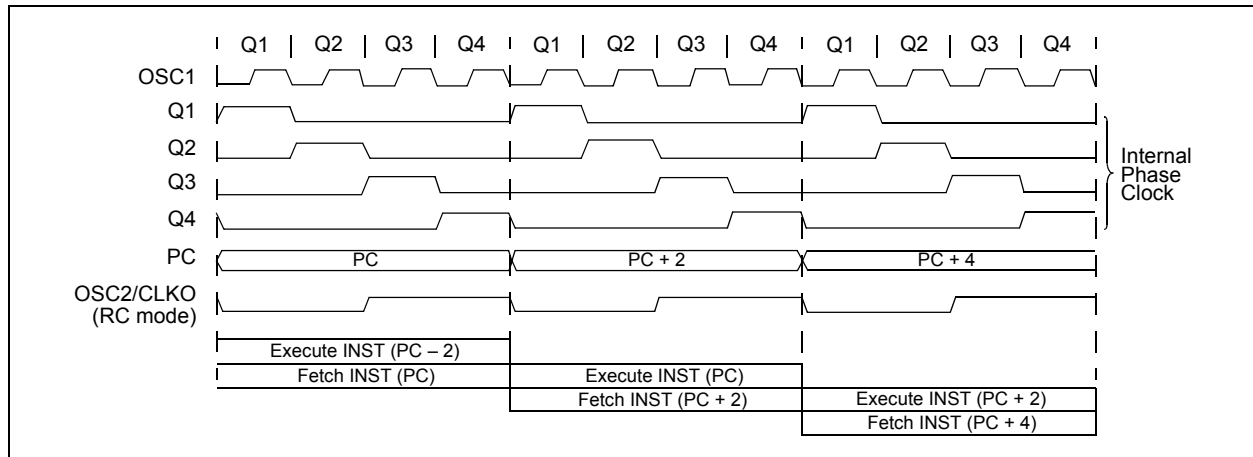 Q1 Q2 Q3 Q4 Q1 Q2 Q3 Q4 Q1 Q2 Q3 Q4
OSC1
Q1
Q2
Q3
Q4
Internal
Phase
Clock
PC PC PC + 2 PC + 4
OSC2/CLKO
(RC mode)
Execute INST (PC – 2)
Fetch INST (PC) Execute INST (PC)
Fetch INST (PC + 2) Execute INST (PC + 2)
Fetch INST (PC + 4)